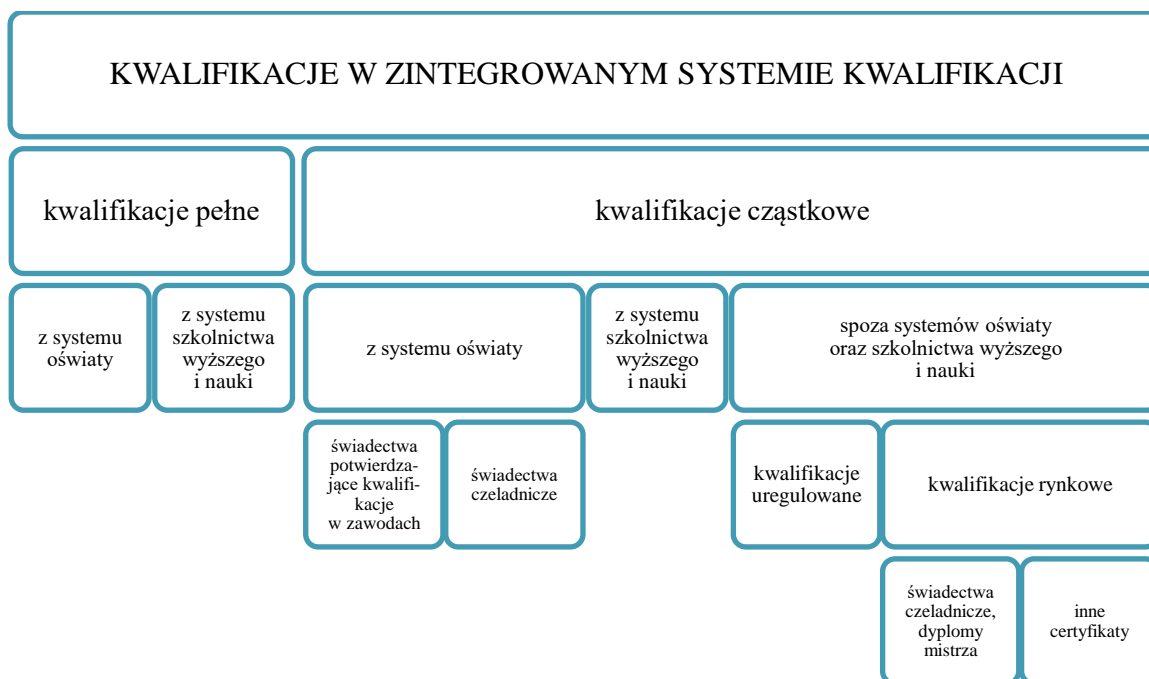 KWALIFIKACJE W ZINTEGROWANYM SYSTEMIE KWALIFIKACJI
kwalifikacje pełne
kwalifikacje cząstkowe
z systemu
oświaty
z systemu
szkolnictwa
wyższego
i nauki
z systemu oświaty
z systemu
szkolnictwa
wyższego
i nauki
spoza systemów oświaty
oraz szkolnictwa wyższego
i nauki
świadectwa
potwierdza-
jące kwalifi-
kacje
w zawodach
świadectwa
czeladnicze
kwalifikacje
uregulowane
kwalifikacje rynkowe
świadectwa
czeladnicze,
dyplomy
mistrza
inne
certyfikaty